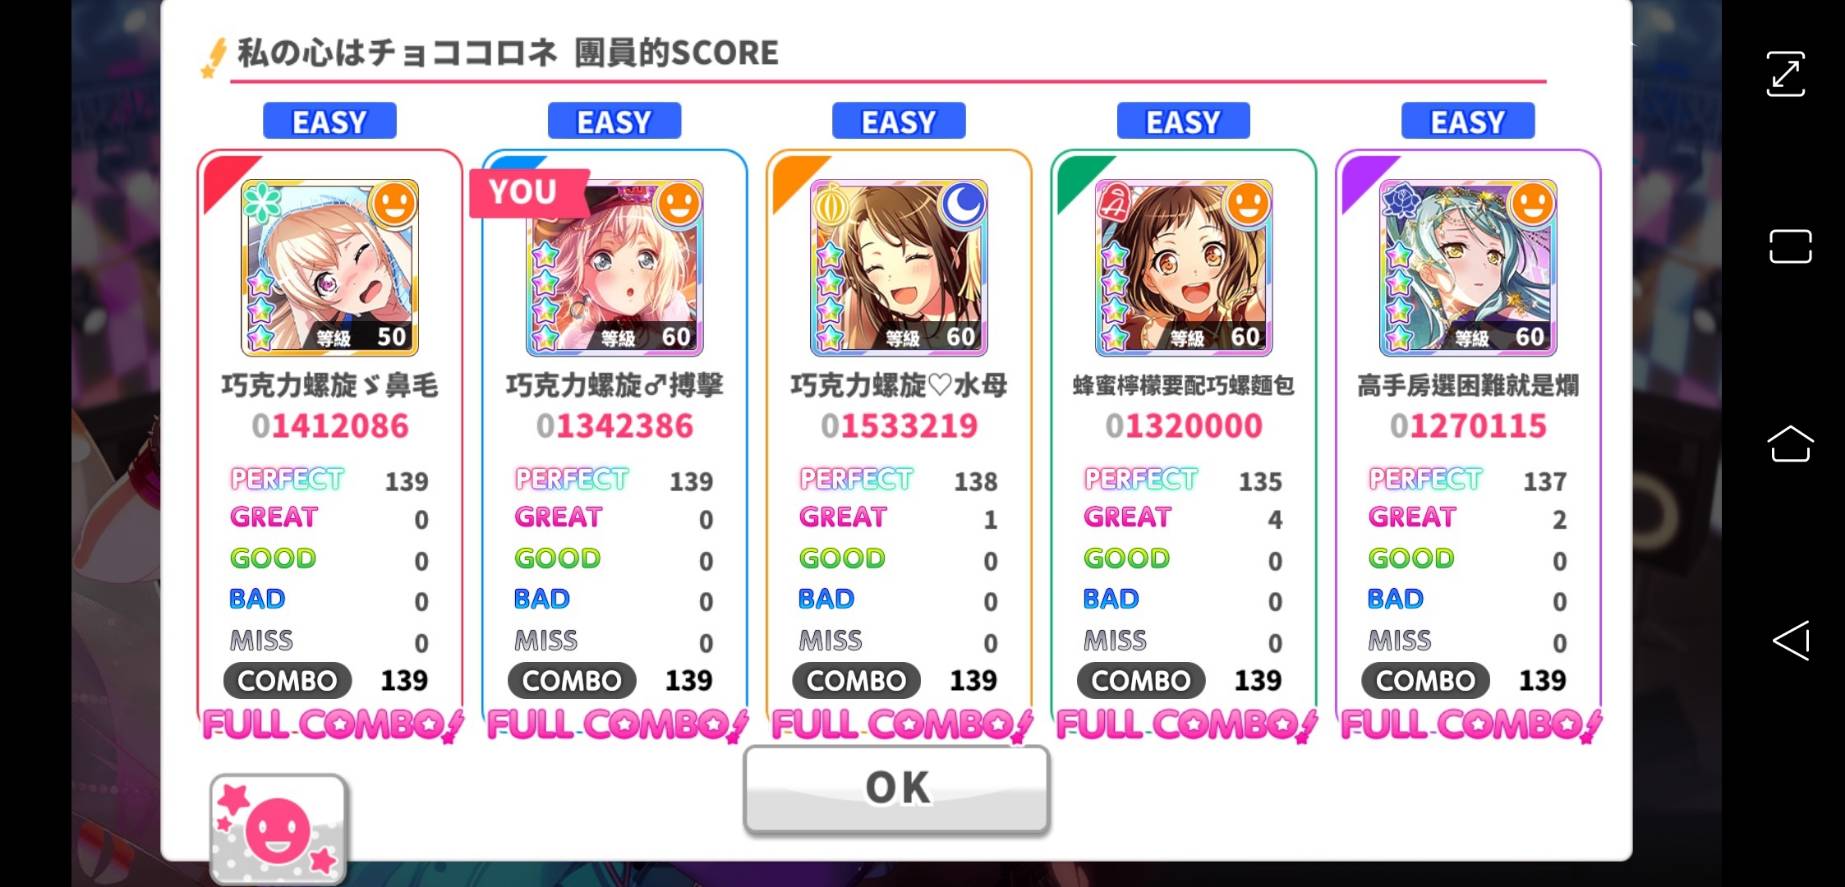 私の心はチョココロネ 團員的SCORE
EASY EASY EASY EASY EASY
YOU
等級 50 等級 60 等級 60 等級 60 等級 60
巧克力螺旋ゞ鼻毛 巧克力螺旋♂搏擊 巧克力螺旋♡水母 蜂蜜檸檬要配巧螺麵包 高手房選困難就是爛
01412086 01342386 01533219 01320000 01270115
PERFECT 139 PERFECT 139 PERFECT 138 PERFECT 135 PERFECT 137
GREAT 0 GREAT 0 GREAT 1 GREAT 4 GREAT 2
GOOD 0 GOOD 0 GOOD 0 GOOD 0 GOOD 0
BAD 0 BAD 0 BAD 0 BAD 0 BAD 0
MISS 0 MISS 0 MISS 0 MISS 0 MISS 0
COMBO 139 COMBO 139 COMBO 139 COMBO 139 COMBO 139
FULL COMBO! FULL COMBO! FULL COMBO! FULL COMBO! FULL COMBO!
OK